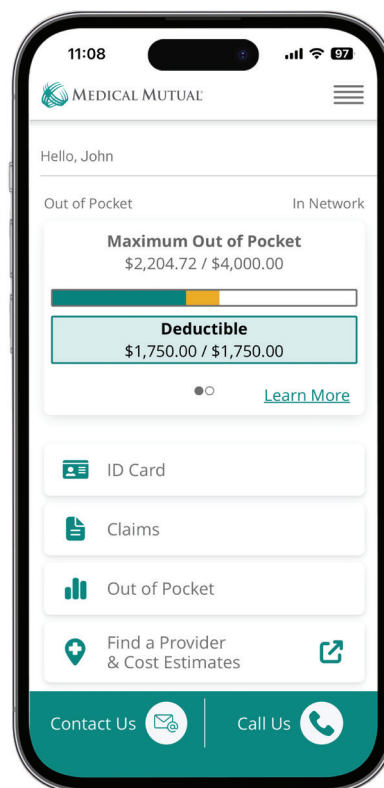 11:08
97
MEDICAL MUTUAL
Hello, John
Out of Pocket
In Network
Maximum Out of Pocket
$2,204.72 / $4,000.00
Deductible
$1,750.00 / $1,750.00
Learn More
ID Card
Claims
Out of Pocket
Find a Provider
& Cost Estimates
Contact Us
Call Us